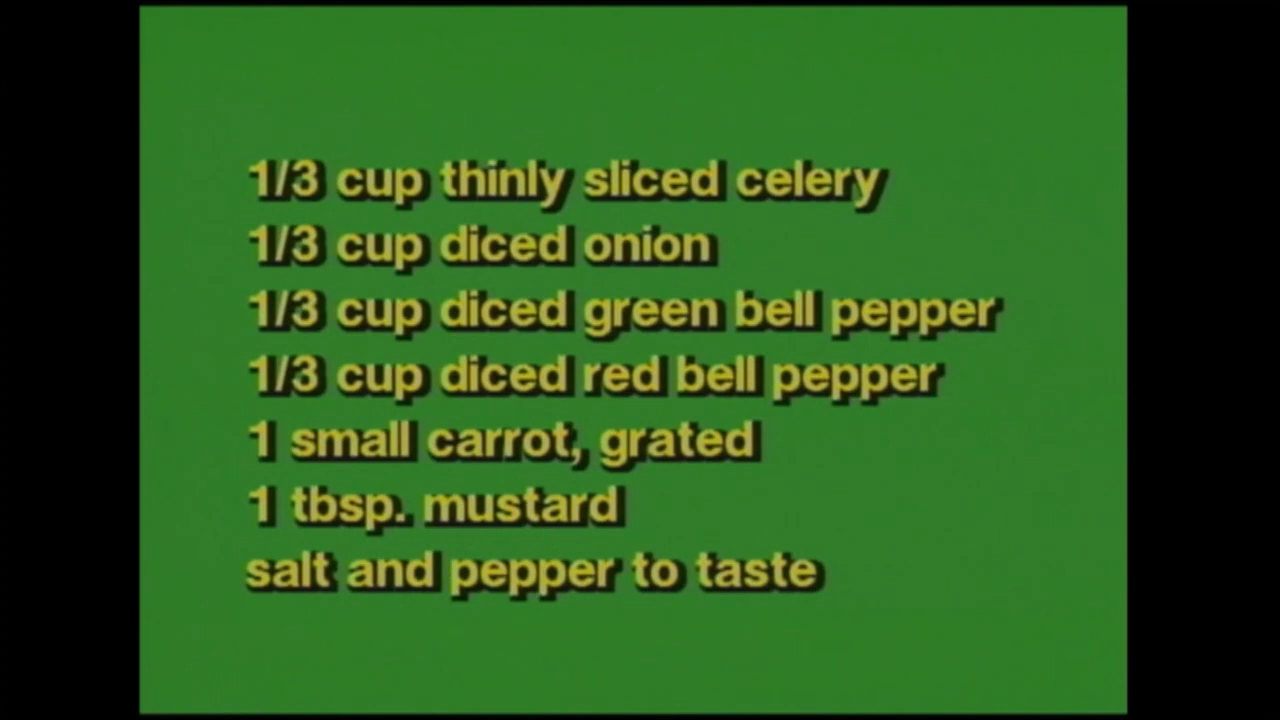 1/3 cup thinly sliced celery
1/3 cup diced onion
1/3 cup diced green bell pepper
1/3 cup diced red bell pepper
1 small carrot, grated
1 tbsp. mustard
salt and pepper to taste